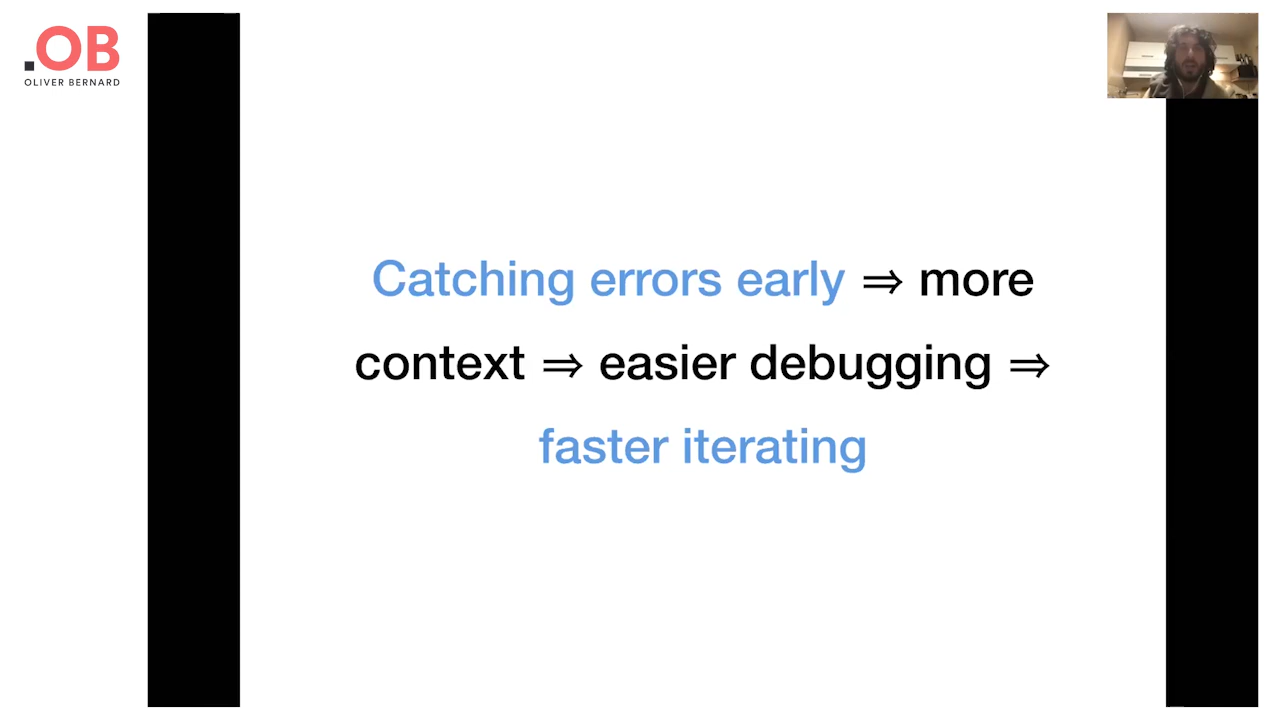 .OB
OLIVER BERNARD
Catching errors early ⇒ more
context ⇒ easier debugging ⇒
faster iterating